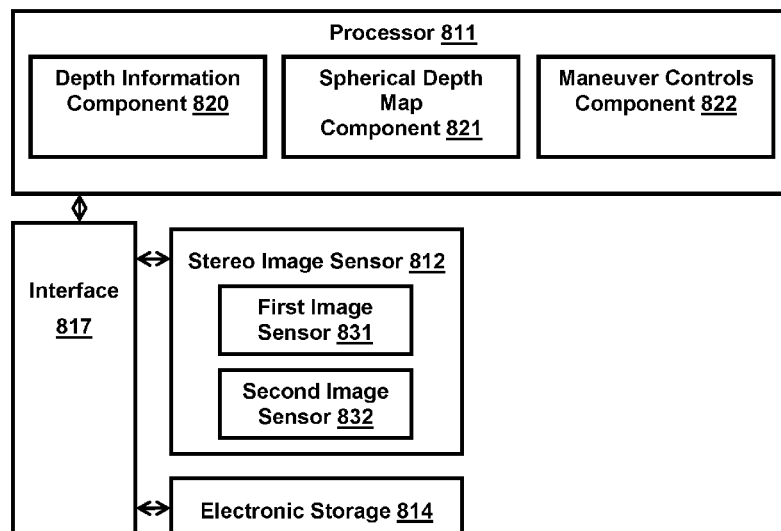 Processor 811
Depth Information
Component 820
Spherical Depth
Map
Component 821
Maneuver Controls
Component 822
Interface
817
Stereo Image Sensor 812
First Image
Sensor 831
Second Image
Sensor 832
Electronic Storage 814